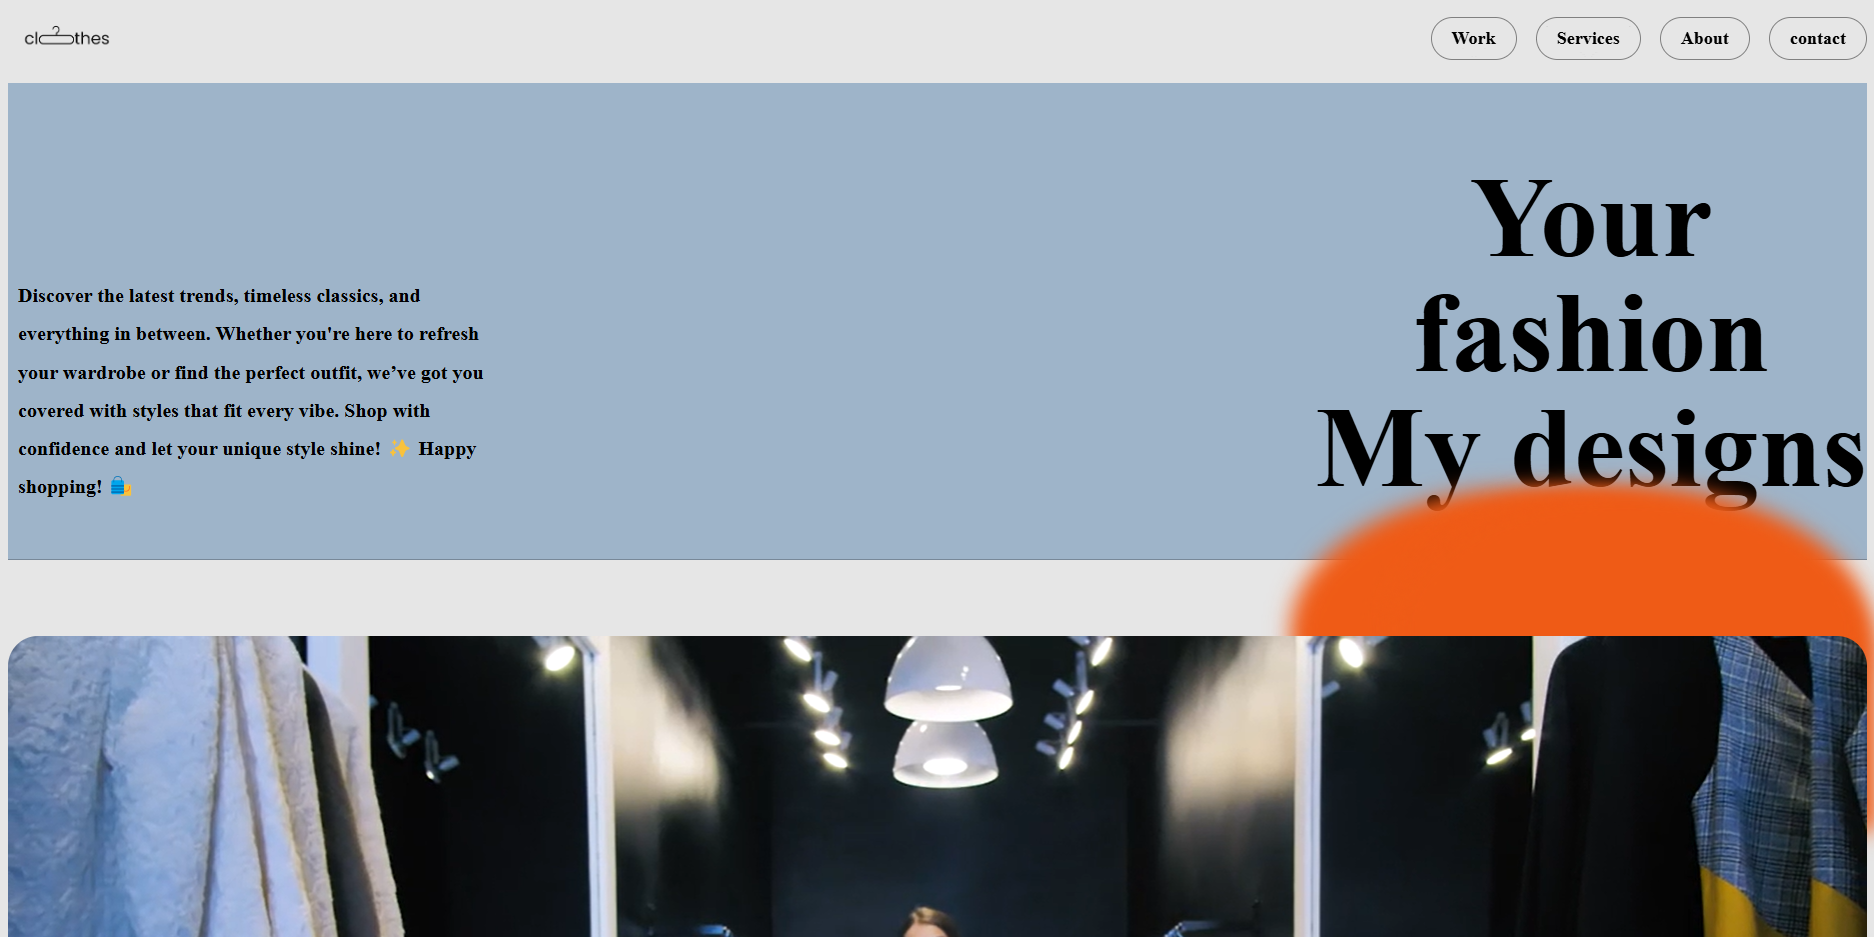 clothes
Work
Services
About
contact
Discover the latest trends, timeless classics, and
everything in between. Whether you're here to refresh
your wardrobe or find the perfect outfit, we’ve got you
covered with styles that fit every vibe. Shop with
confidence and let your unique style shine! ✨ Happy
shopping! 🛍️
Your
fashion
My designs